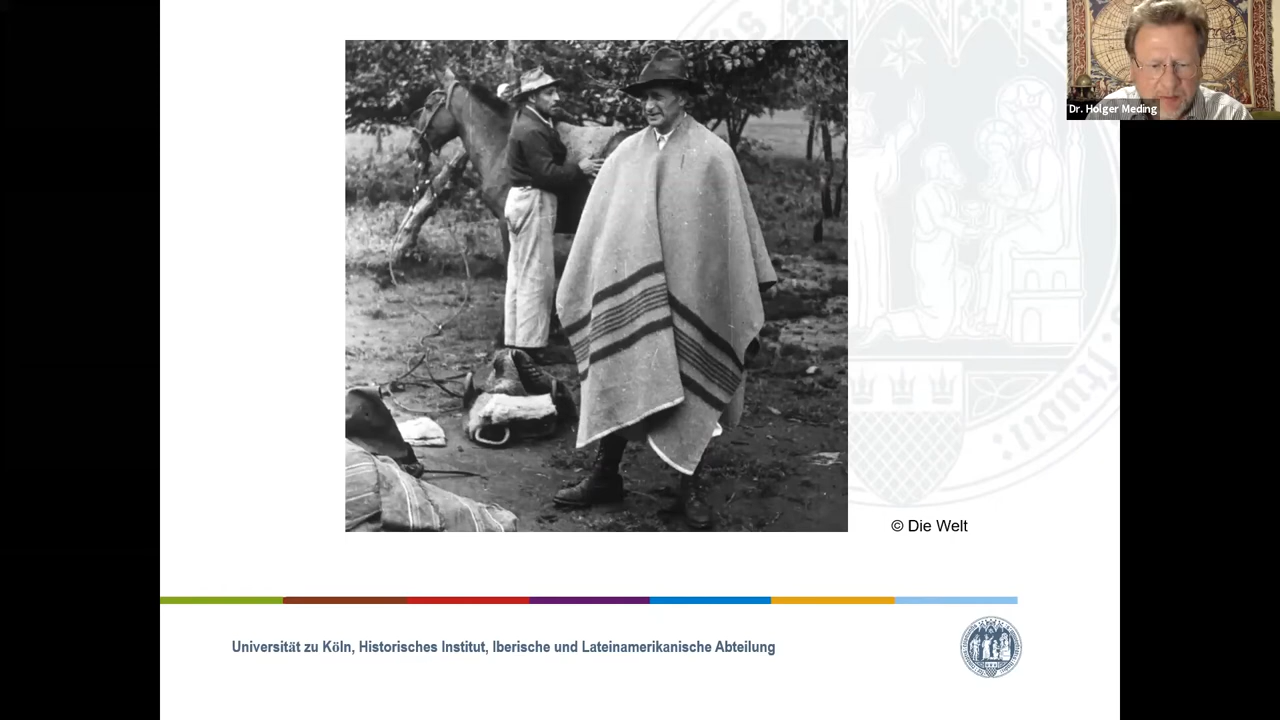 Dr. Holger Meding
© Die Welt
Universität zu Köln, Historisches Institut, Iberische und Lateinamerikanische Abteilung